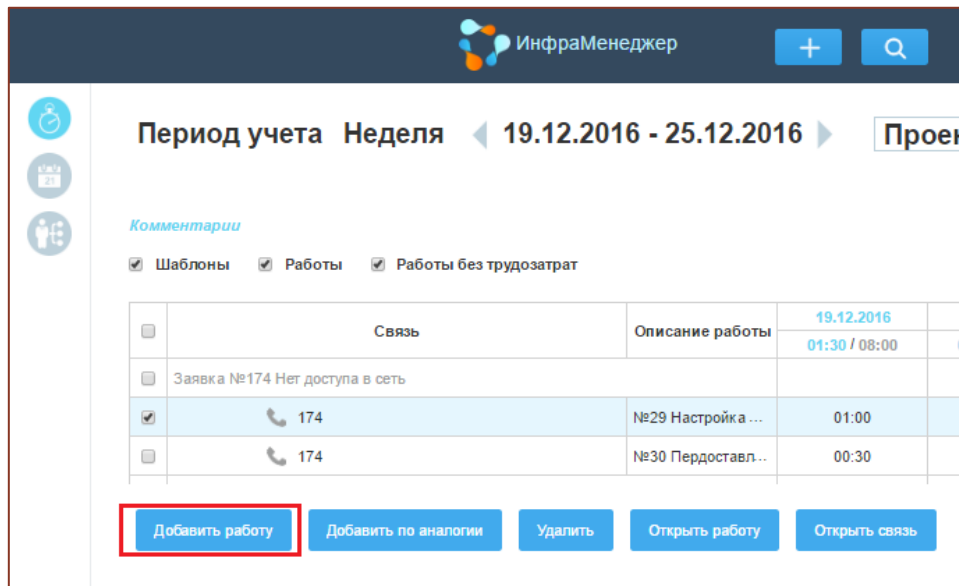 ИнфраМенеджер
Период учета Неделя 19.12.2016 - 25.12.2016 Проек
21
Комментарии
Шаблоны Работы Работы без трудозатрат
Связь Описание работы 19.12.2016
01:30 / 08:00
Заявка №174 Нет доступа в сеть
174 №29 Настройка ... 01:00
174 №30 Пердоставл... 00:30
Добавить работу Добавить по аналогии Удалить Открыть работу Открыть связь